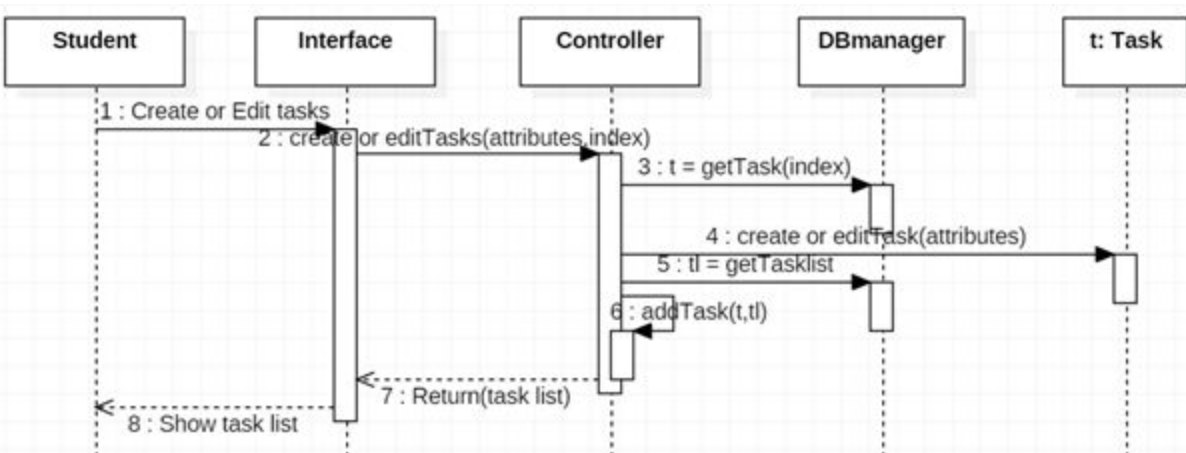 Student
Interface
Controller
DBmanager
t: Task
1 : Create or Edit tasks
2 : create or editTasks(attributes,index)
3 : t = getTask(index)
4 : create or editTask(attributes)
5 : tl = getTasklist
6 : addTask(t,tl)
7 : Return(task list)
8 : Show task list